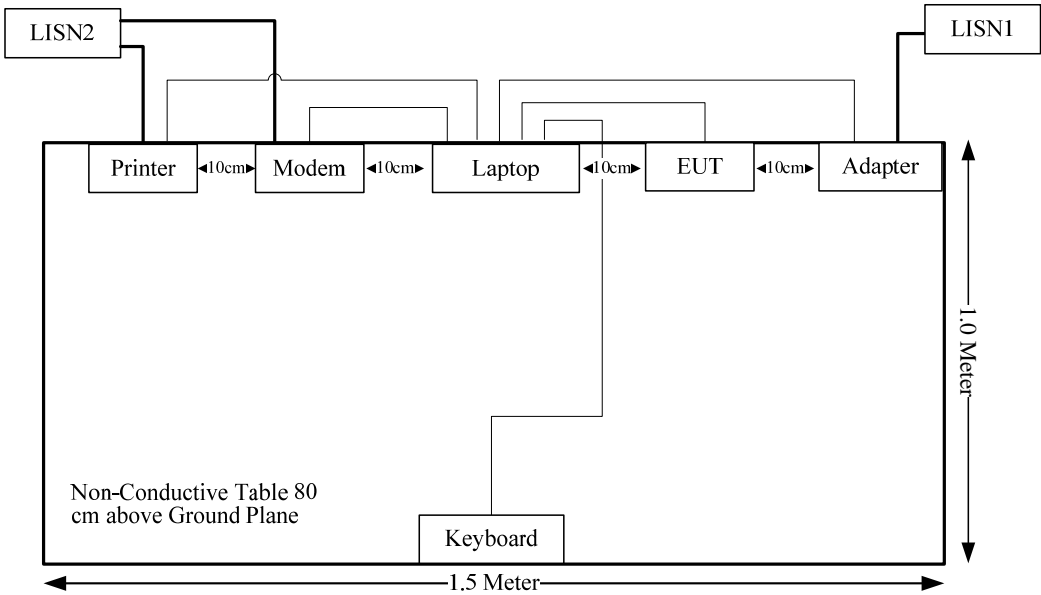 LISN2
LISN1
Printer
10cm
Modem
10cm
Laptop
10cm
EUT
10cm
Adapter
1.0 Meter
Non-Conductive Table 80
cm above Ground Plane
Keyboard
1.5 Meter